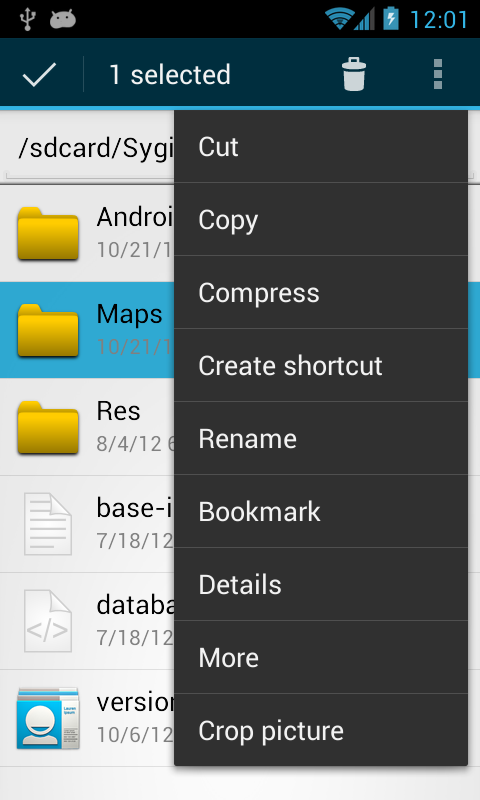 12:01
1 selected
/sdcard/Sygi
Androi
10/21/1
Maps
10/21/1
Res
8/4/12 6
base-i
7/18/12
databa
7/18/12
version
10/6/12
Cut
Copy
Compress
Create shortcut
Rename
Bookmark
Details
More
Crop picture